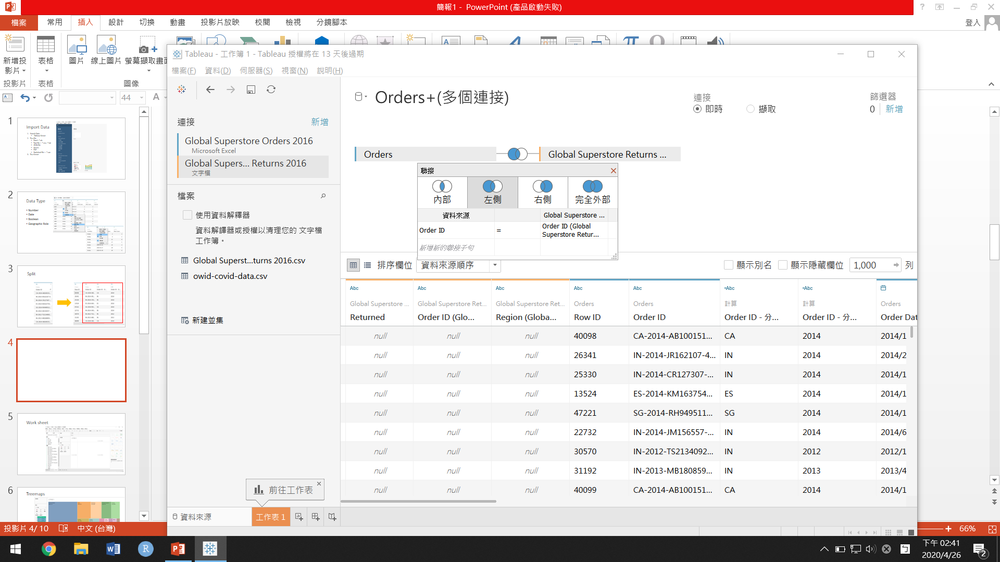 簡報1 - PowerPoint (產品啟動失敗)
檔案 常用 插入 設計 切換 動畫 投影片放映 校閱 檢視 分鏡腳本 登入
新增投影片 表格 圖片 線上圖片 螢幕擷取畫面
投影片 表格 圖像
44
Tableau - 工作簿 1 - Tableau 授權將在 13 天後過期
檔案(F) 資料(D) 伺服器(S) 視窗(N) 說明(H)
Orders+(多個連接)
連接
即時 擷取
篩選器
0 新增
連接 新增
Global Superstore Orders 2016
Microsoft Excel
Global Supers... Returns 2016
文字檔
檔案
使用資料解釋器
資料解譯器或授權以清理您的 文字檔
工作簿。
Global Superst...turns 2016.csv
owid-covid-data.csv
新建並集
Orders
Global Superstore Returns ...
聯接
內部 左側 右側 完全外部
資料來源 Global Superstore ...
Order ID = Order ID (Global
Superstore Retur...
新增新的聯接子句
排序欄位 資料來源順序 顯示別名 顯示隱藏欄位 1,000 列
Abc Abc Abc Abc Abc =Abc =Abc
Global Superstore ... Global Superstore Ret... Global Superstore Ret... Orders Orders 計算 計算 Orders
Returned Order ID (Glo... Region (Globa... Row ID Order ID Order ID - 分... Order ID - 分... Order Dat
null null null 40098 CA-2014-AB100151... CA 2014 2014/1
null null null 26341 IN-2014-JR162107-4... IN 2014 2014/2
null null null 25330 IN-2014-CR127307-... IN 2014 2014/1
null null null 13524 ES-2014-KM163754... ES 2014 2014/1
null null null 47221 SG-2014-RH949511... SG 2014 2014/1
null null null 22732 IN-2014-JM156557-... IN 2014 2014/6
null null null 30570 IN-2012-TS2134092... IN 2012 2012/1
null null null 31192 IN-2013-MB180859... IN 2013 2013/4
null null null 40099 CA-2014-AB100151... CA 2014 2014/1
前往工作表
資料來源 工作表 1
1
Import Data
2
Data Type
Number
Date
Boolean
Geographic Role
3
Split
4
5
Work sheet
6
Treemaps
投影片 4/ 10 中文 (台灣) 66%
下午 02:41
2020/4/26
2